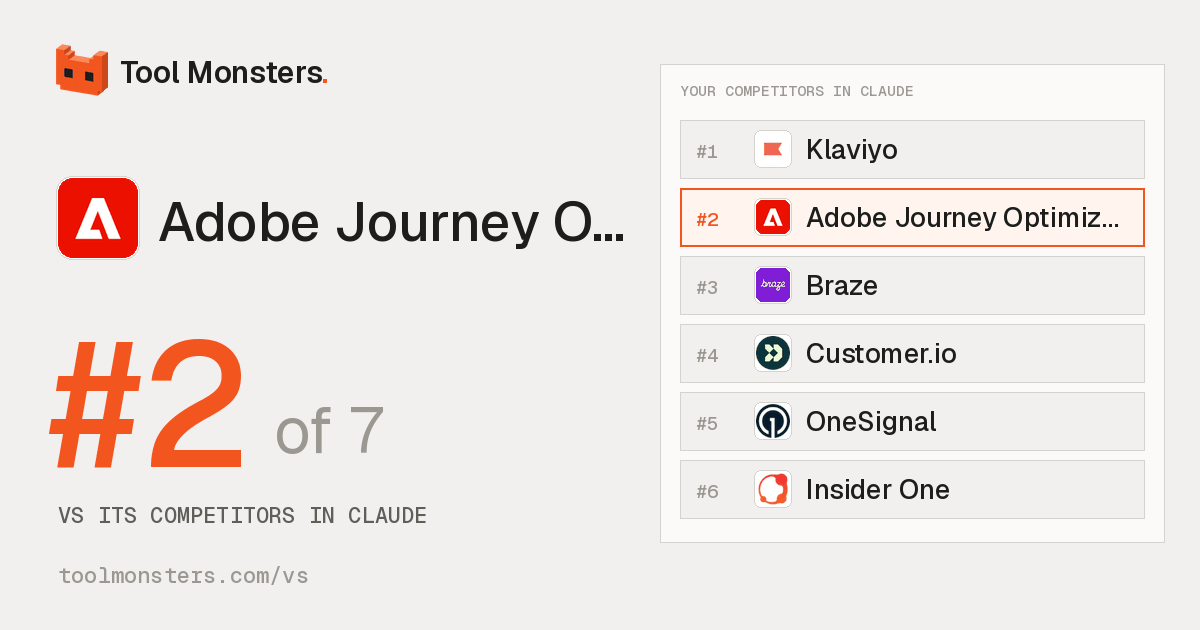 Tool Monsters.
Adobe Journey O...
#2 of 7
VS ITS COMPETITORS IN CLAUDE
toolmonsters.com/vs
YOUR COMPETITORS IN CLAUDE
#1 Klaviyo
#2 Adobe Journey Optimiz...
#3 braze Braze
#4 Customer.io
#5 OneSignal
#6 Insider One